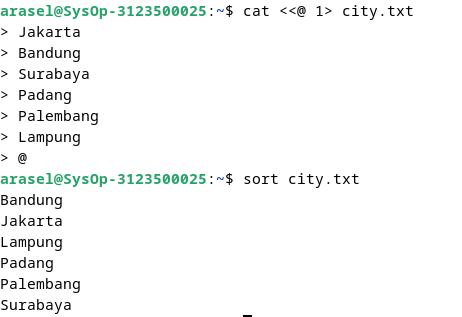 arasel@SysOp-3123500025:~$ cat <<@ 1> city.txt
> Jakarta
> Bandung
> Surabaya
> Padang
> Palembang
> Lampung
> @
arasel@SysOp-3123500025:~$ sort city.txt
Bandung
Jakarta
Lampung
Padang
Palembang
Surabaya